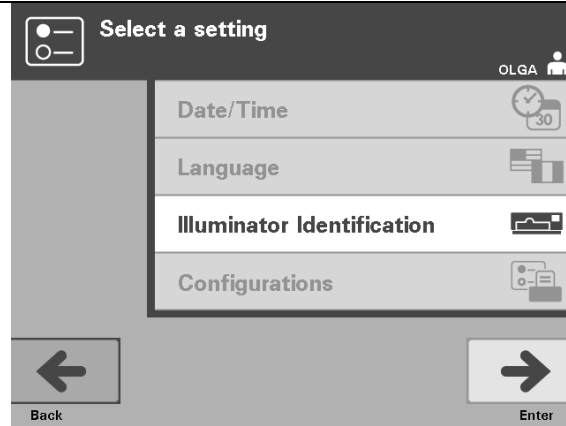 Select a setting
OLGA
Date/Time
30
Language
Illuminator Identification
Configurations
Back
Enter